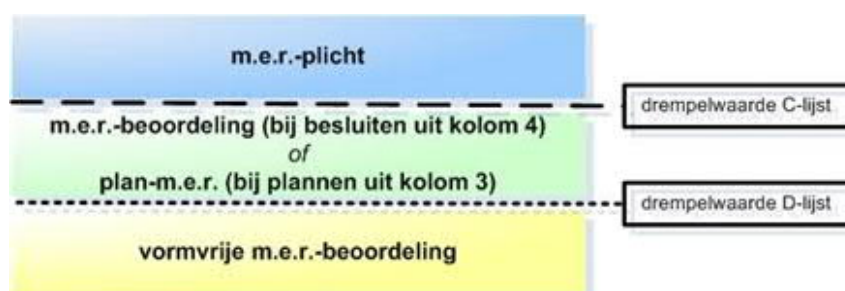 m.e.r.-plicht
drempelwaarde C-lijst
m.e.r.-beoordeling (bij besluiten uit kolom 4)
of
plan-m.e.r. (bij plannen uit kolom 3)
drempelwaarde D-lijst
vormvrije m.e.r.-beoordeling